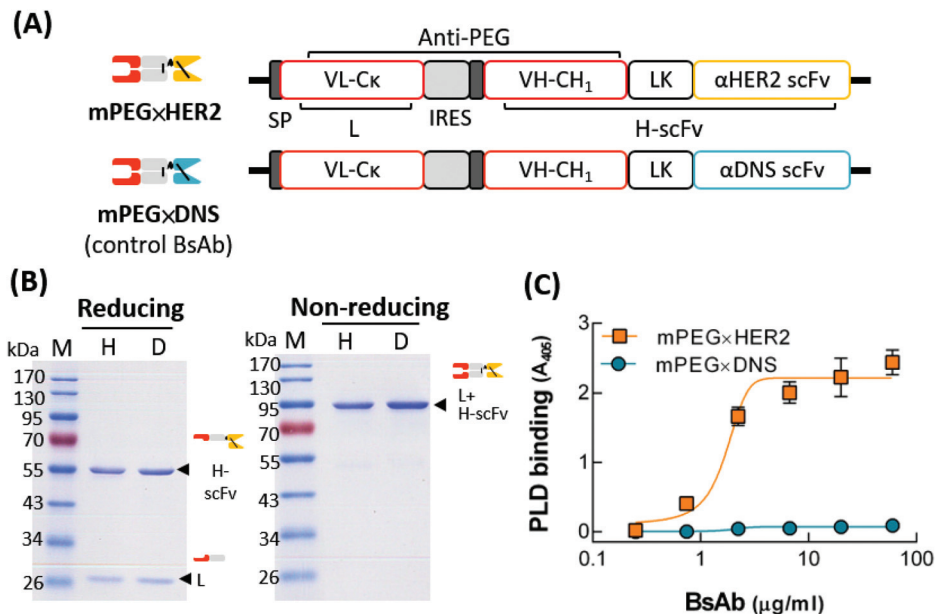 (A)
Anti-PEG
VL-Cκ
VH-CH1
LK
αHER2 scFv
mPEG×HER2
SP
L
IRES
H-scFv
VL-Cκ
VH-CH1
LK
αDNS scFv
mPEG×DNS
(control BsAb)
(B)
Reducing
kDa M H D
170
130
95
70
55
43
34
26
H-
scFv
L
Non-reducing
kDa M H D
170
130
95
70
55
43
34
26
L+
H-scFv
(C)
mPEG×HER2
mPEG×DNS
PLD binding (A405)
3
2
1
0
0.1 1 10 100
BsAb (μg/ml)